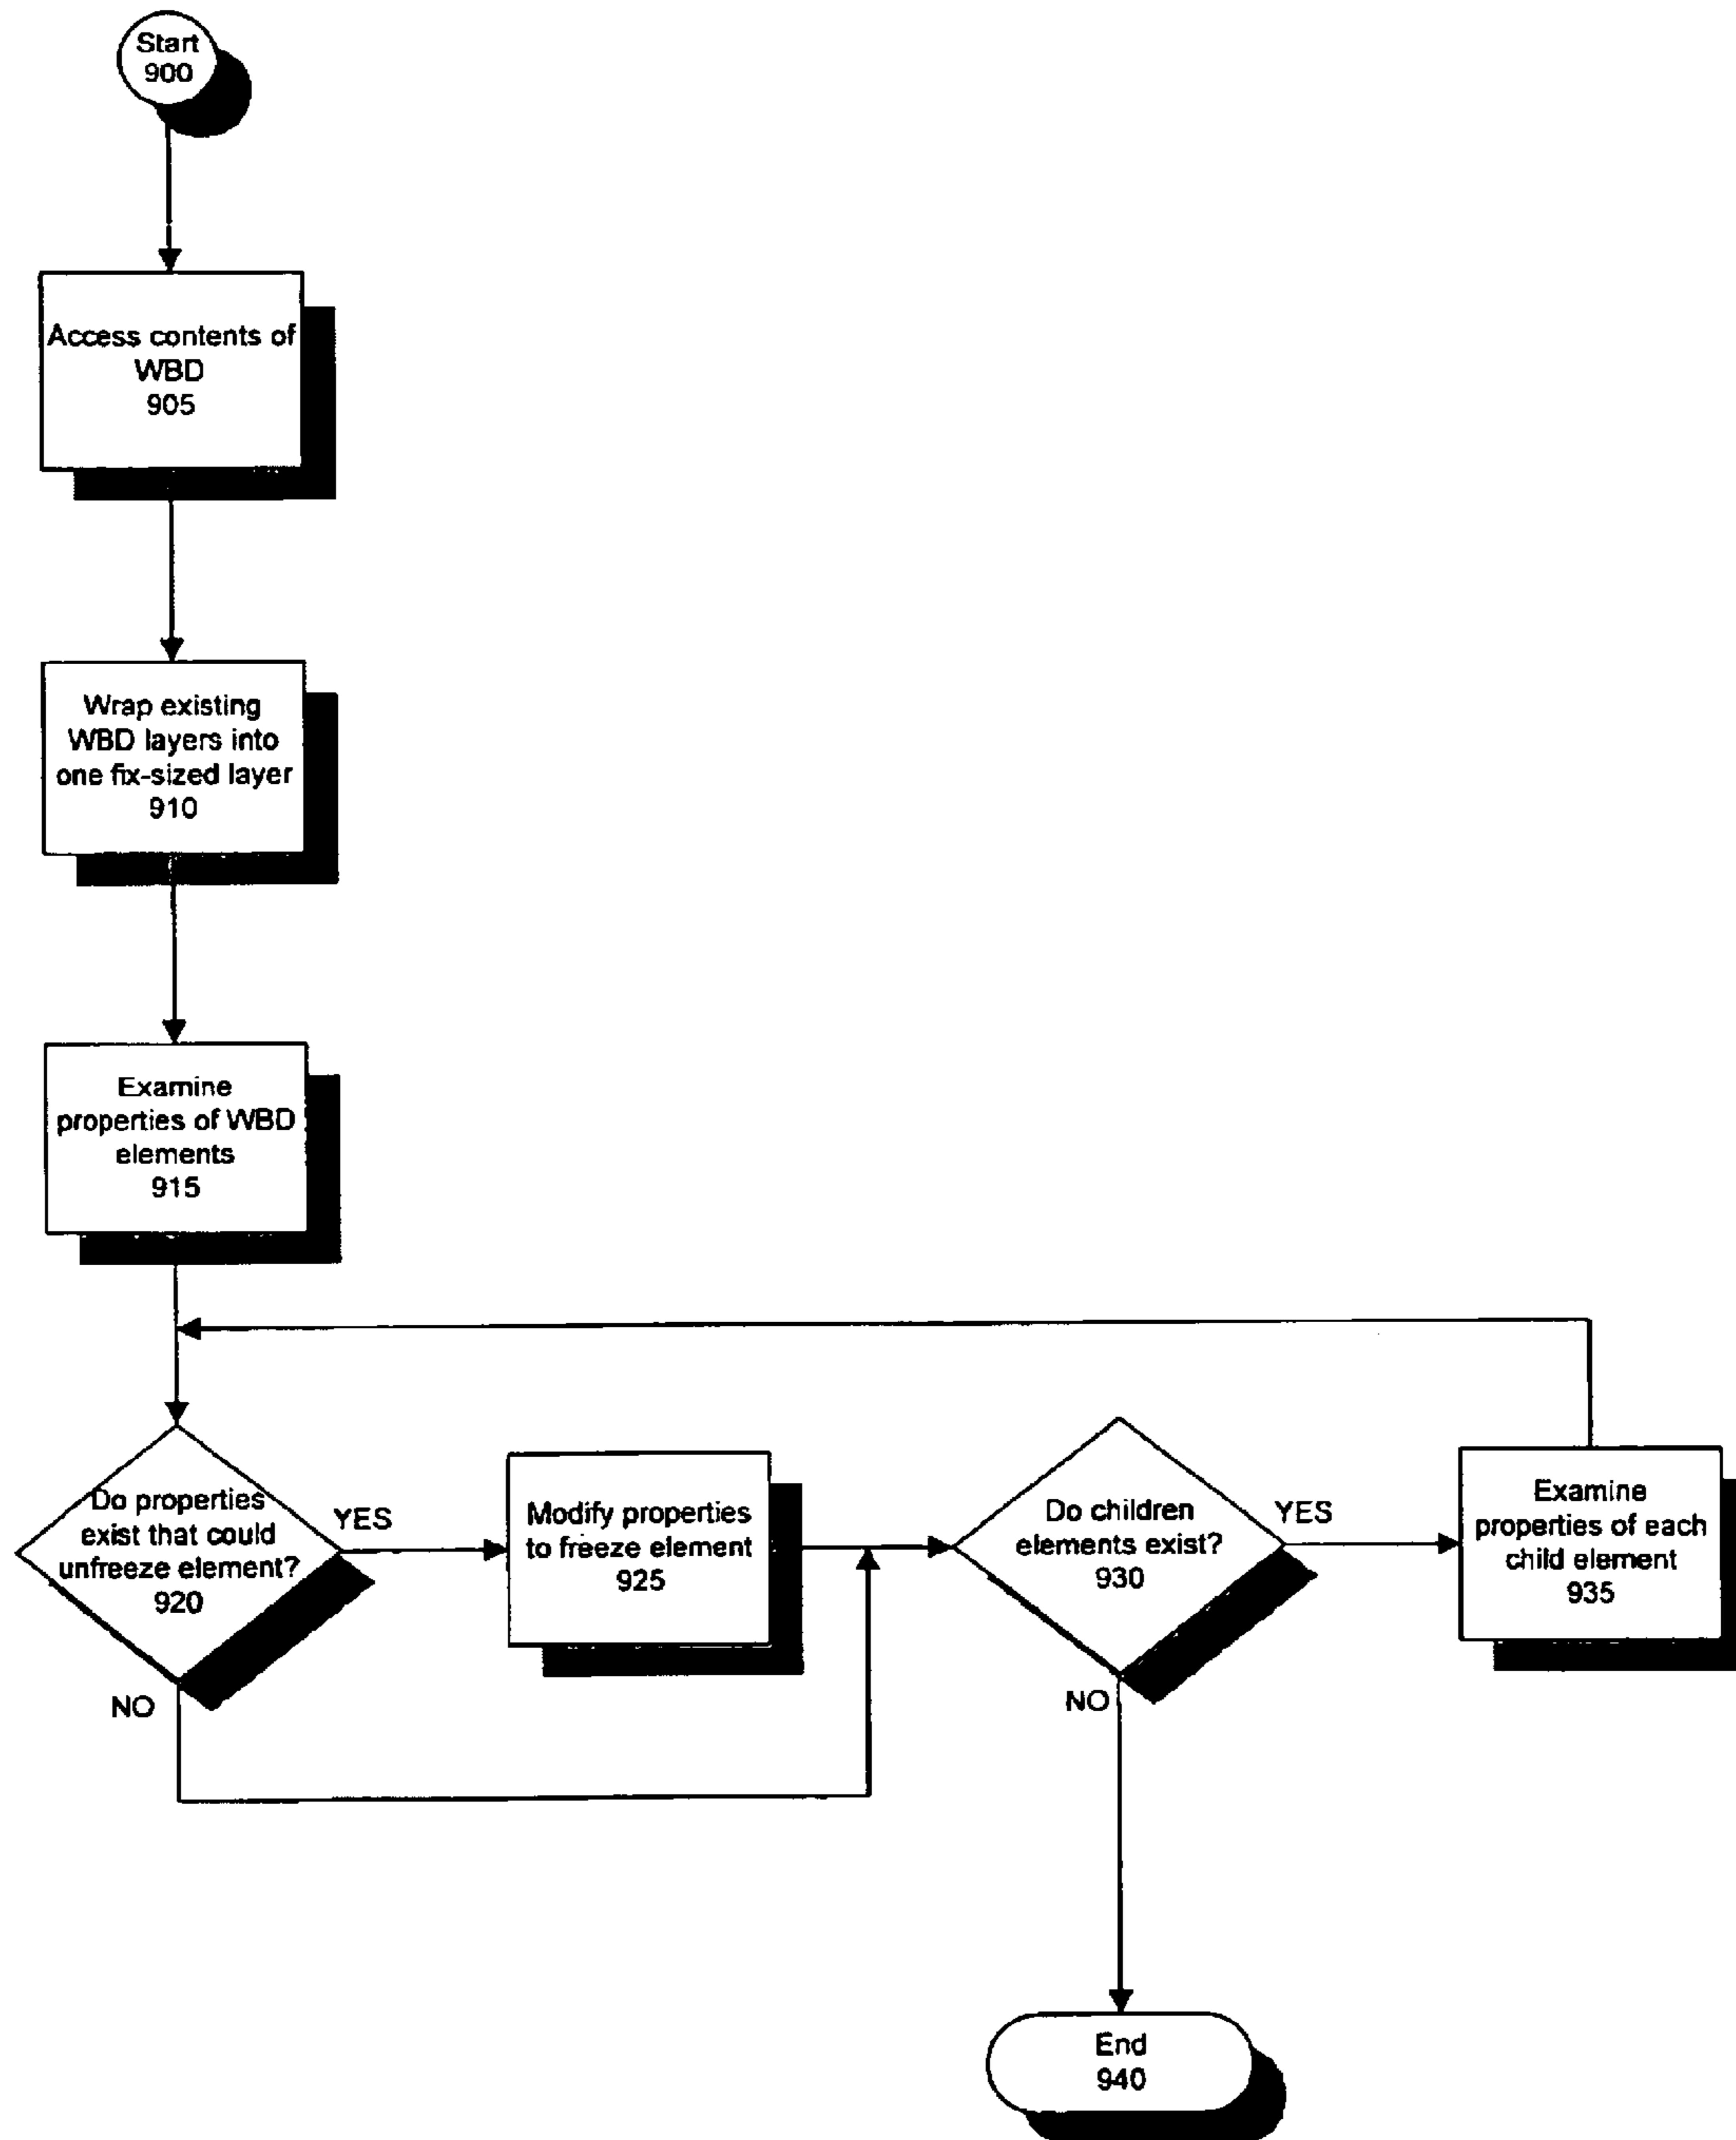 Start
900
Access contents of
WBD
905
Wrap existing
WBD layers into
one fix-sized layer
910
Examine
properties of WBD
elements
915
Do properties
exist that could
unfreeze element?
920
YES
NO
Modify properties
to freeze element
925
Do children
elements exist?
930
YES
NO
Examine
properties of each
child element
935
End
940